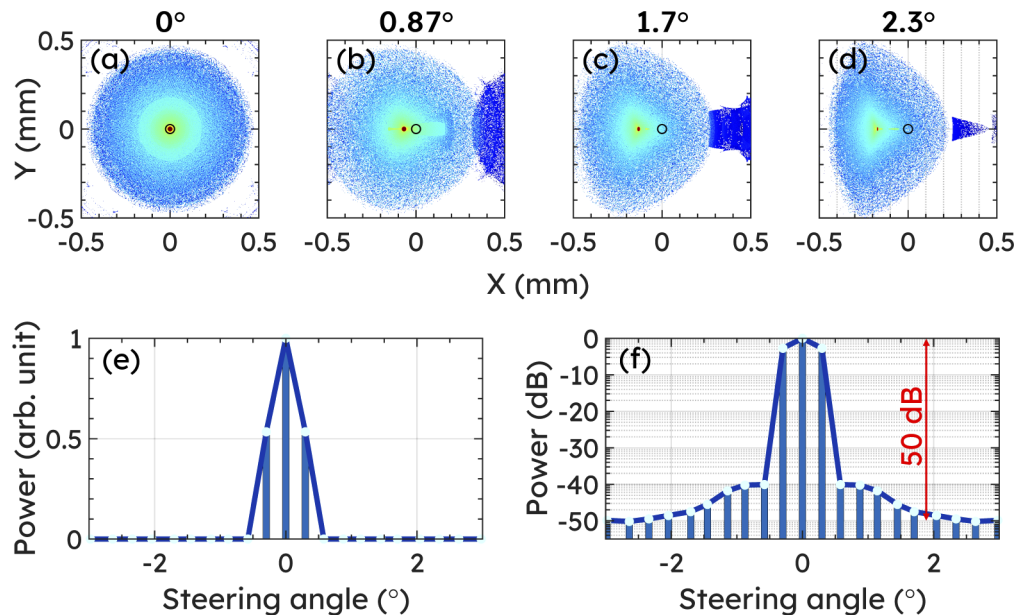 0° 0.87° 1.7° 2.3°
(a) (b) (c) (d)
Y (mm)
0.5
0
-0.5
-0.5 0 0.5 -0.5 0 0.5 -0.5 0 0.5 -0.5 0 0.5
X (mm)
(e)
Power (arb. unit)
1
0.5
0
-2 0 2
Steering angle (°)
(f)
Power (dB)
0
-10
-20
-30
-40
-50
50 dB
-2 0 2
Steering angle (°)